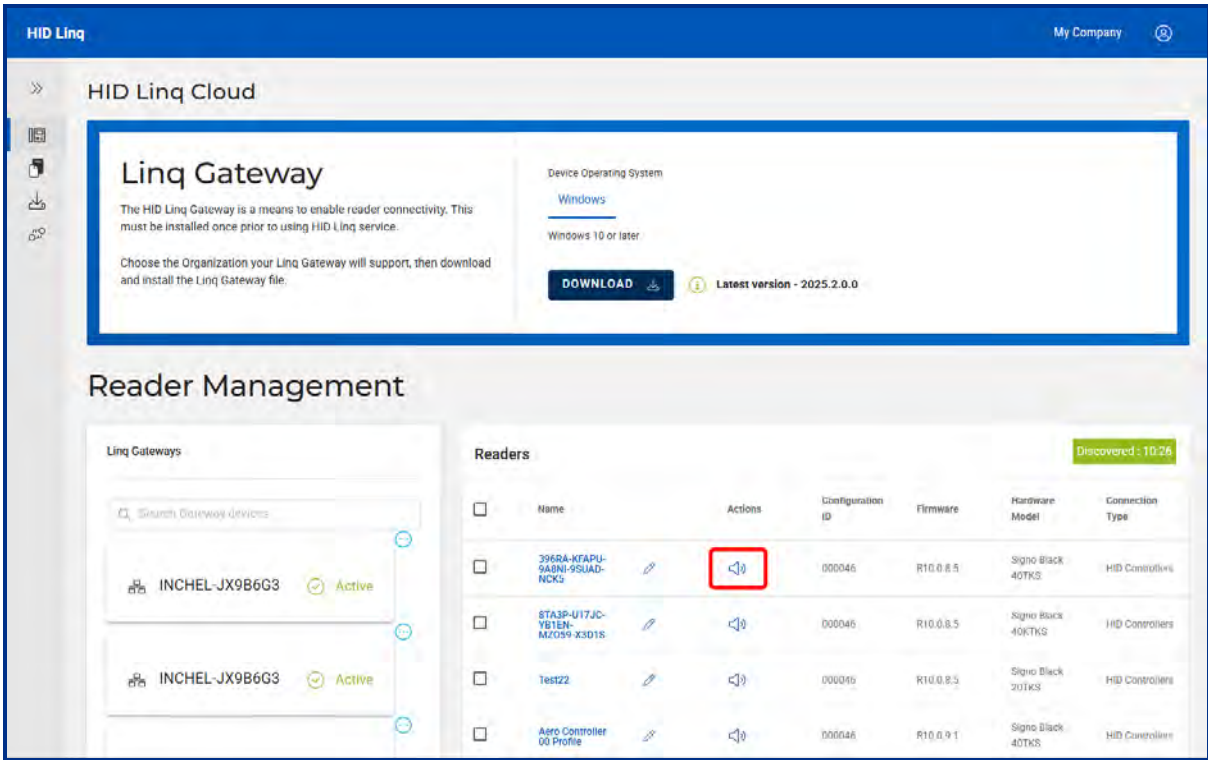 HID Linq
My Company
HID Linq Cloud
Linq Gateway
The HID Linq Gateway is a means to enable reader connectivity. This
must be installed once prior to using HID Linq service.
Choose the Organization your Linq Gateway will support, then download
and install the Linq Gateway file.
Device Operating System
Windows
Windows 10 or later
DOWNLOAD
Latest version - 2025.2.0.0
Reader Management
Linq Gateways
Search Gateway devices
INCHEL-JX9B6G3 Active
INCHEL-JX9B6G3 Active
Readers
Discovered : 10:26
Name Actions Configuration ID Firmware Hardware Model Connection Type
396RA-KFAPU-
9A8NI-9SUAD-
NCK5
000046 R10.0.8.5 Signo Black 40TKS HID Controllers
8TA3P-U17JC-
YB1EN-
MZO59-X3D1S
000046 R10.0.8.5 Signo Black 40KTKS HID Controllers
Test22 000046 R10.0.8.5 Signo Black 20TKS HID Controllers
Aero Controller
00 Profile
000046 R10.0.9.1 Signo Black 40TKS HID Controllers